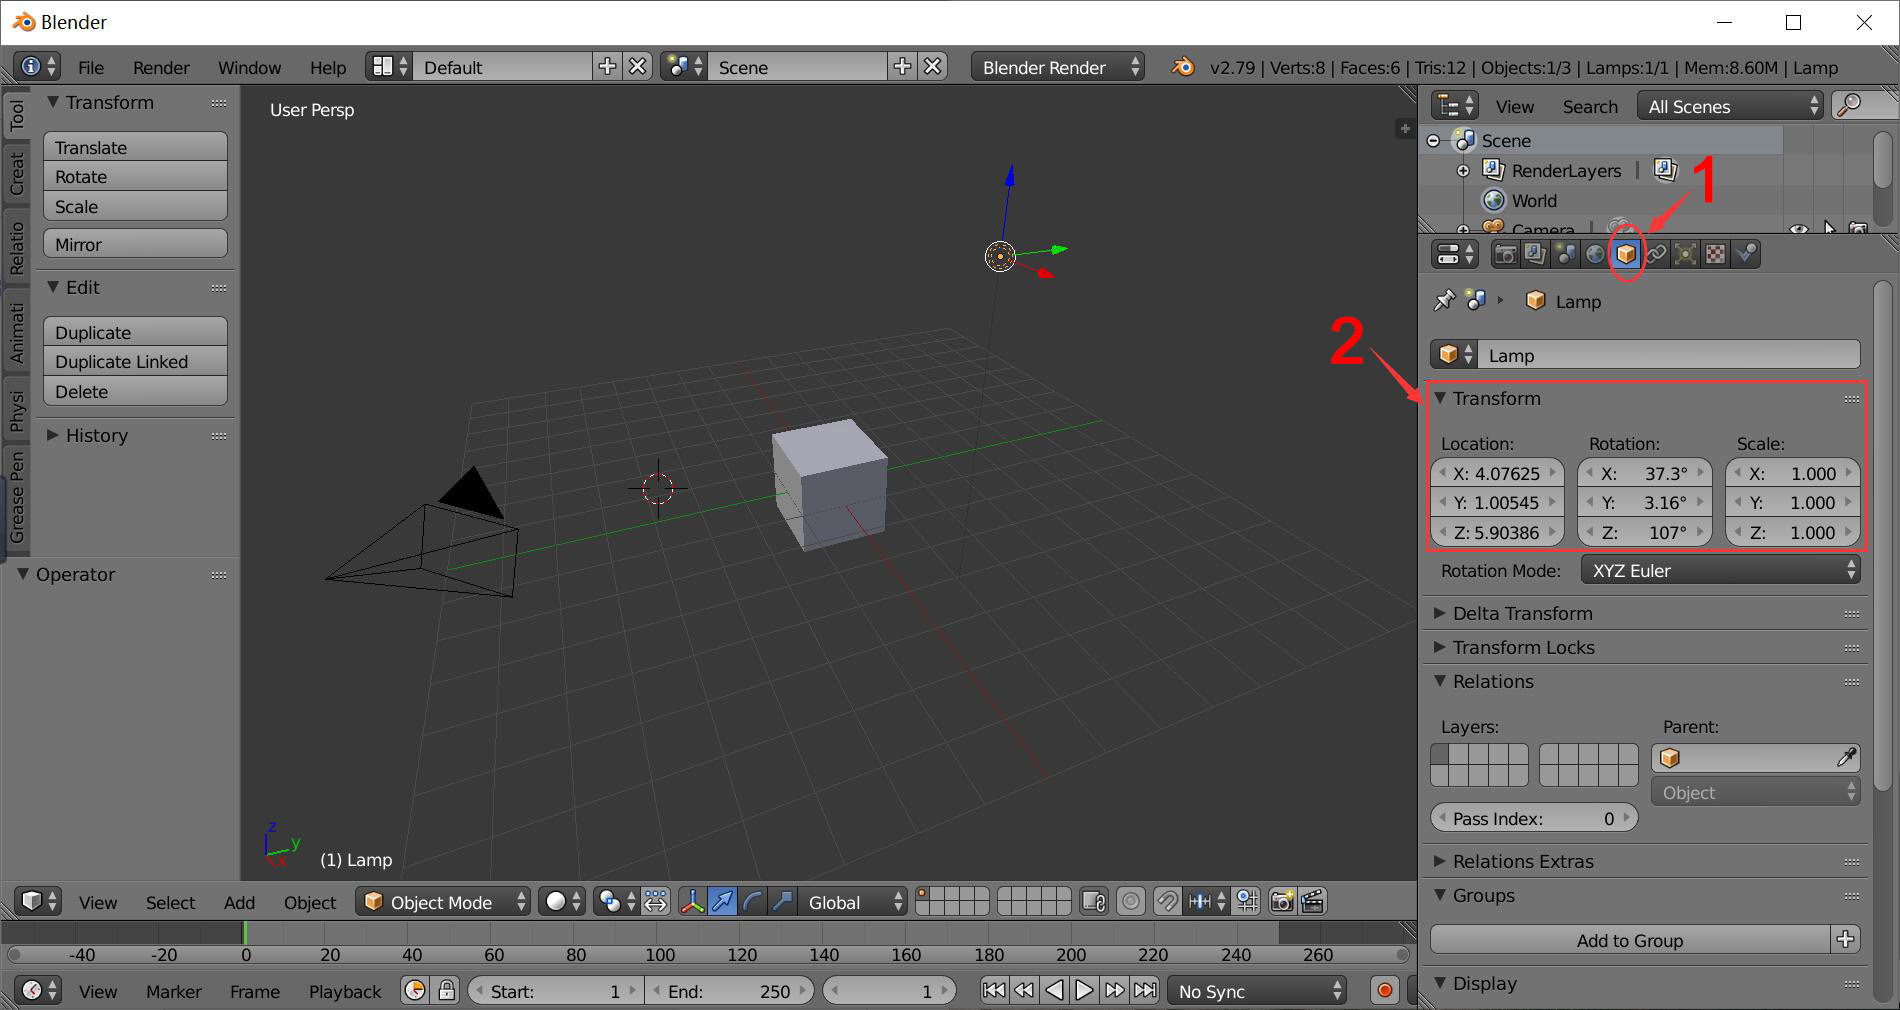 Blender
File Render Window Help Default Scene Blender Render v2.79 | Verts:8 | Faces:6 | Tris:12 | Objects:1/3 | Lamps:1/1 | Mem:8.60M | Lamp
Tool
Creat
Relatio
Animati
Physi
Grease Pen
Transform
Translate
Rotate
Scale
Mirror
Edit
Duplicate
Duplicate Linked
Delete
History
Operator
User Persp
z
y
x
(1) Lamp
View Search All Scenes
Scene
RenderLayers |
World
Camera |
1
2
Lamp
Lamp
Transform
Location: Rotation: Scale:
X: 4.07625 X: 37.3° X: 1.000
Y: 1.00545 Y: 3.16° Y: 1.000
Z: 5.90386 Z: 107° Z: 1.000
Rotation Mode: XYZ Euler
Delta Transform
Transform Locks
Relations
Layers: Parent:
Object
Pass Index: 0
Relations Extras
Groups
Add to Group
Display
View Select Add Object Object Mode Global
-40 -20 0 20 40 60 80 100 120 140 160 180 200 220 240 260
View Marker Frame Playback Start: 1 End: 250 1 No Sync